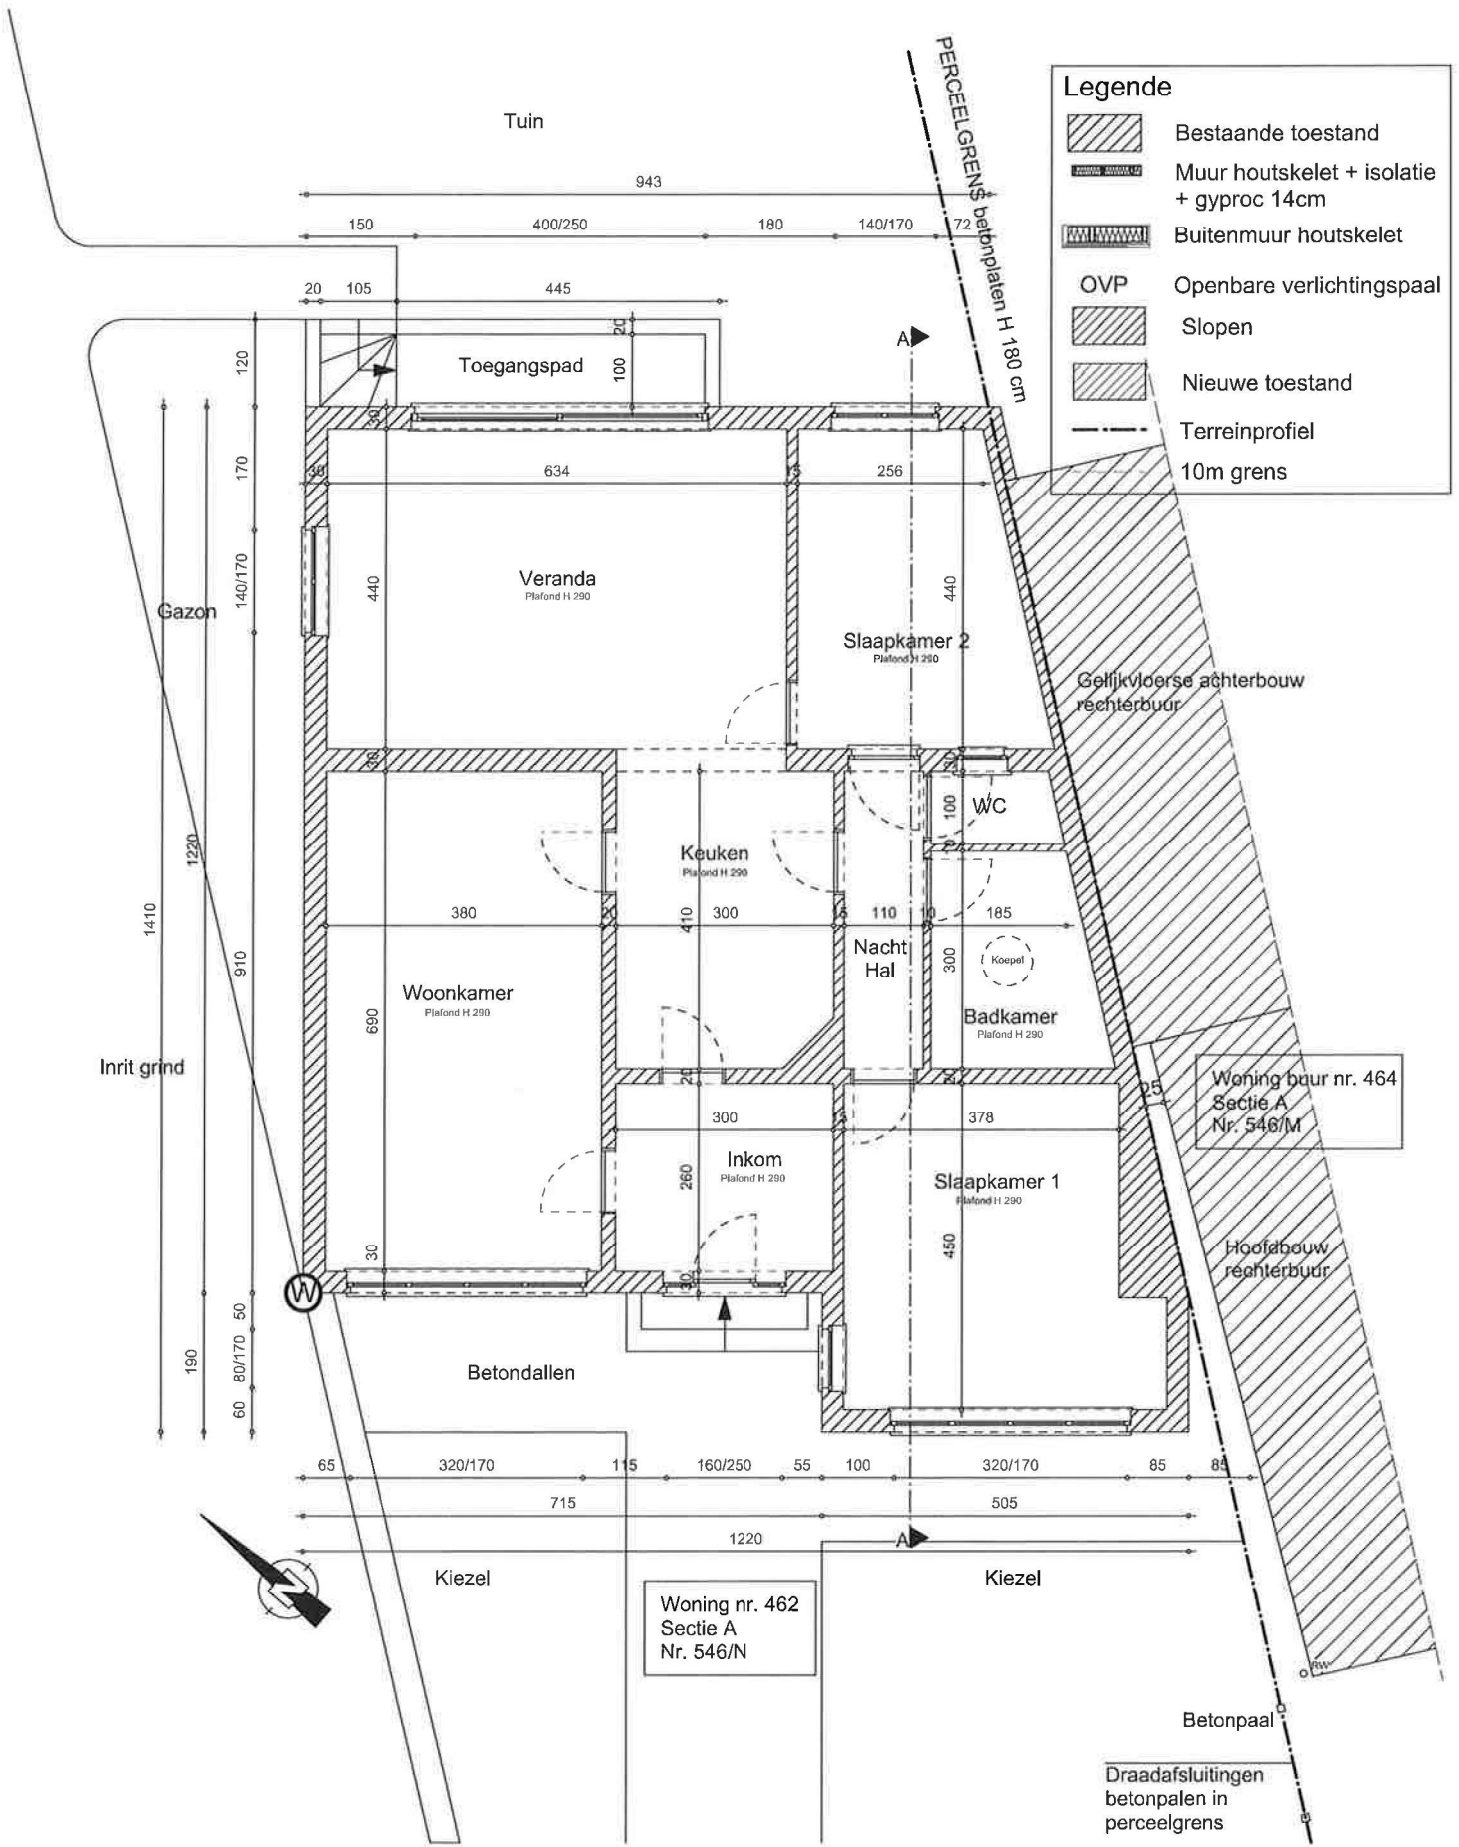 Tuin
PERCEELGRENS betonplaten H 180 cm
Legende
Bestaande toestand
Muur houtskelet + isolatie
+ gyproc 14cm
Buitenmuur houtskelet
OVP Openbare verlichtingspaal
Slopen
Nieuwe toestand
Terreinprofiel
10m grens
943
150 400/250 180 140/170 72
20 105 445
20
100
Toegangspad
A
120
170
140/170
910
50
80/170
60
1220
190
1410
30
30 634 15 256
440
440
Veranda
Plafond H 290
Slaapkamer 2
Plafond H 290
Gazon
Gelijkvloerse achterbouw
rechterbuur
30
30
100
WC
10
Keuken
Plafond H 290
380 20 300 15 110 10 185
410
Nacht
Hal
Koepel
300
Woonkamer
Plafond H 290
Badkamer
Plafond H 290
690
Inrit grind
20
20
25
Woning buur nr. 464
Sectie A
Nr. 546/M
300 15 378
Inkom
Plafond H 290
260
Slaapkamer 1
Plafond H 290
450
30
30
Hoofdbouw
rechterbuur
W
Betondallen
65 320/170 115 160/250 55 100 320/170 85 85
715 505
1220
A
Kiezel
Kiezel
Woning nr. 462
Sectie A
Nr. 546/N
RW
Betonpaal
Draadafsluitingen
betonpalen in
perceelgrens